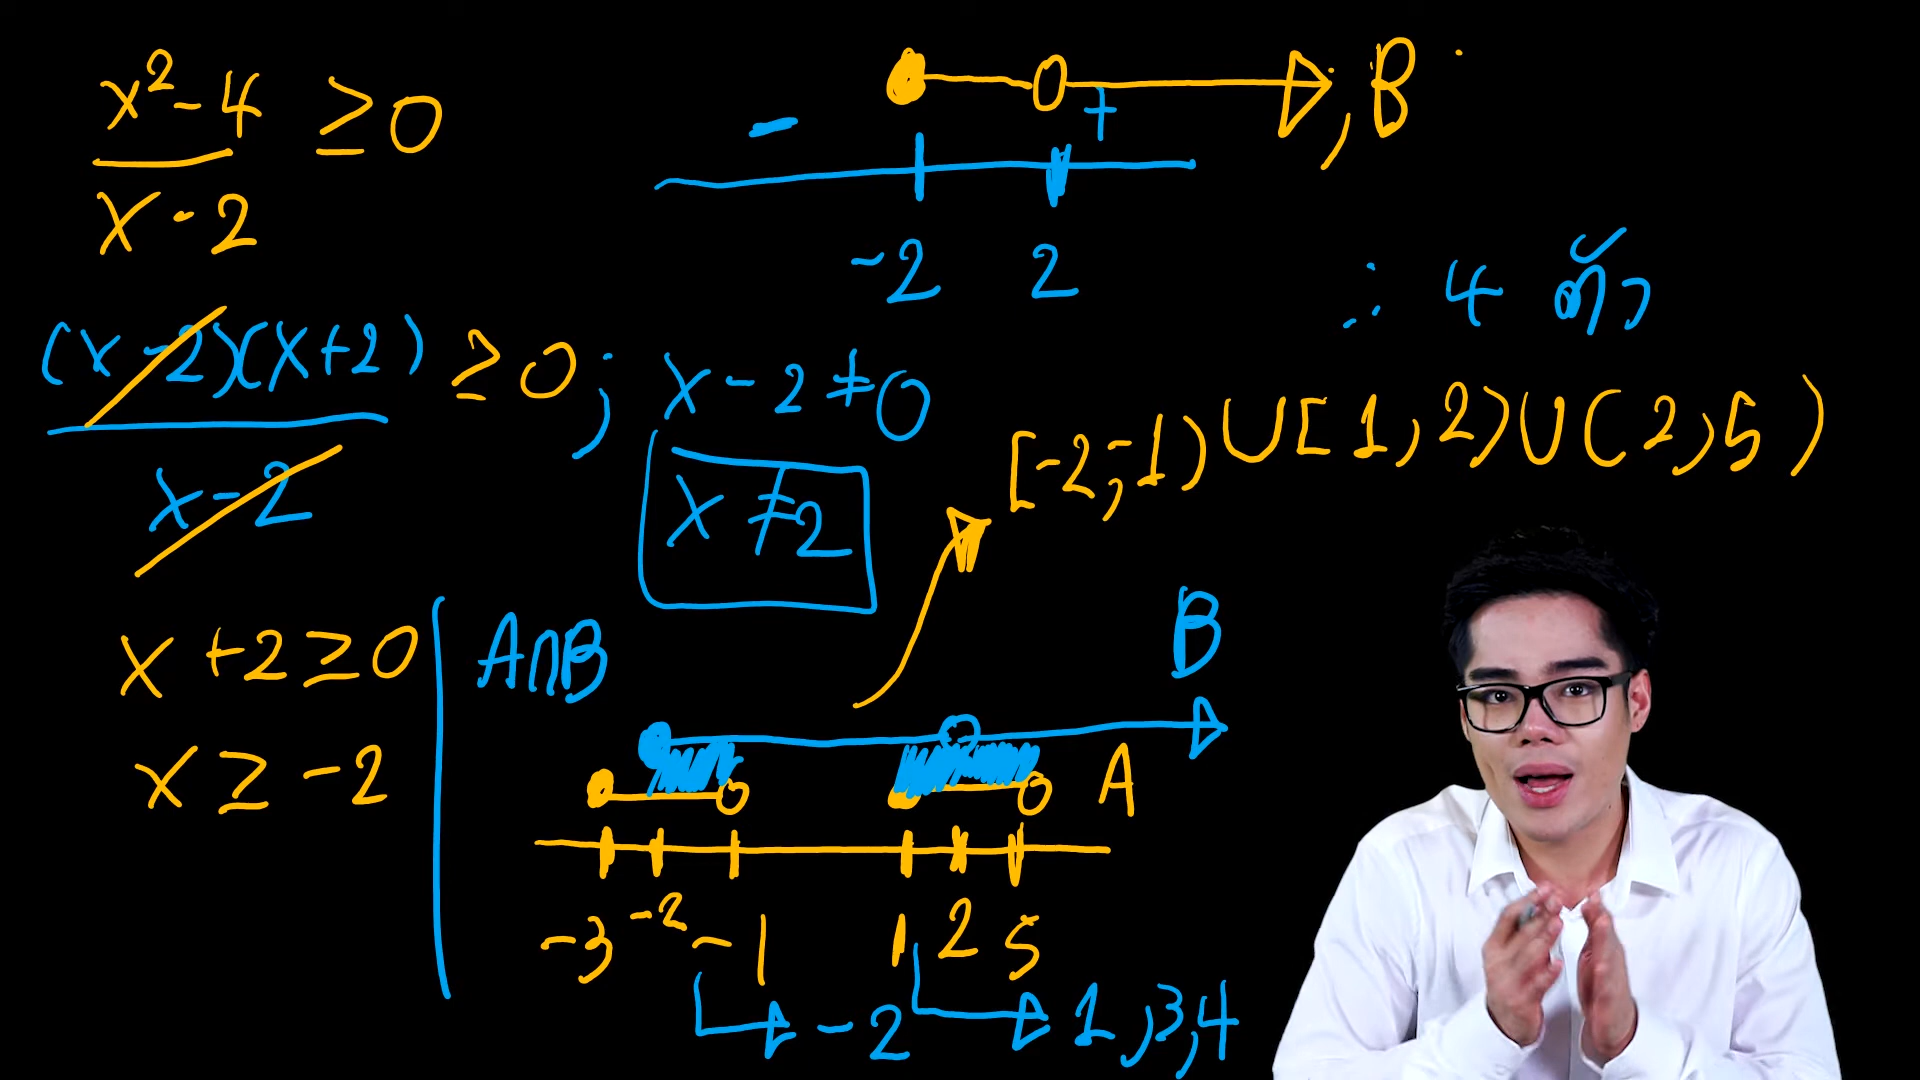 x²-4 ≥ 0
x-2
(x-2)(x+2) ≥ 0; x-2 ≠ 0
x-2
x ≠ 2
x+2 ≥ 0
x ≥ -2
- + , B
-2 2
∴ 4 ตัว
[-2,-1)∪[1,2)∪(2,5)
A∩B
B
A
-3 -2 -1 1 2 5
-2 1,3,4